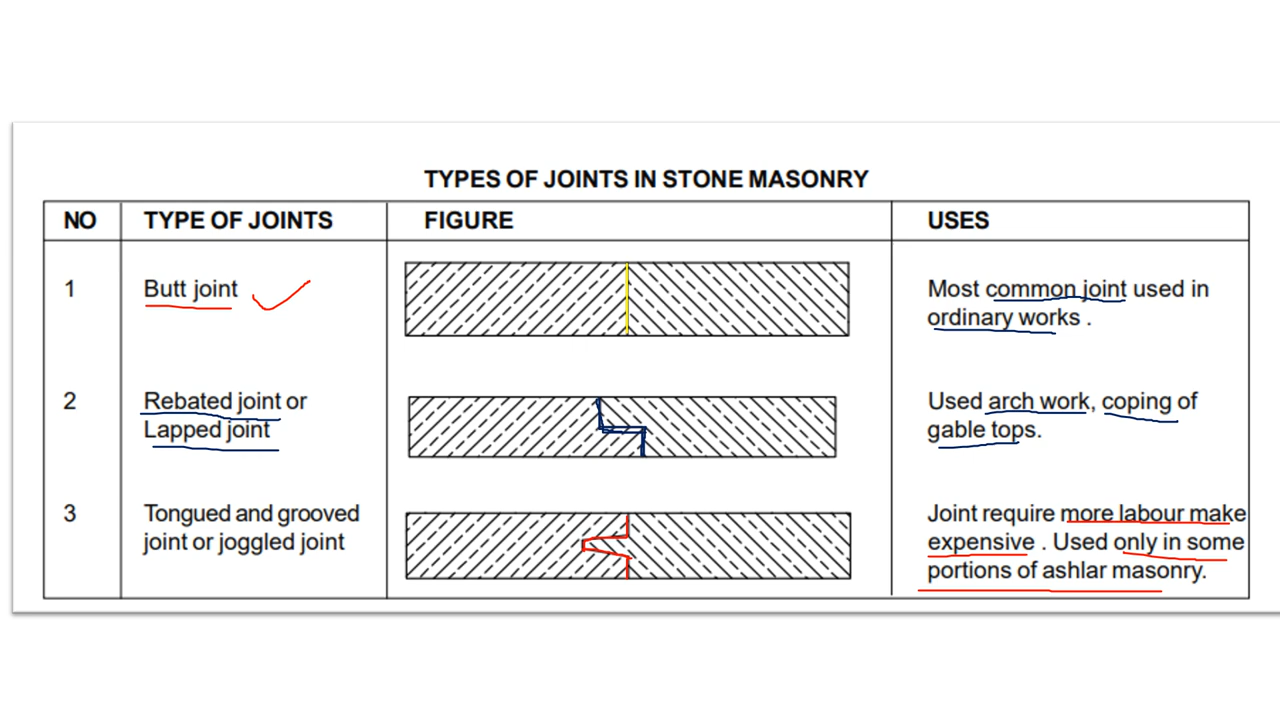 TYPES OF JOINTS IN STONE MASONRY
NO TYPE OF JOINTS FIGURE USES
1 Butt joint Most common joint used in
ordinary works .
2 Rebated joint or Used arch work, coping of
Lapped joint gable tops.
3 Tongued and grooved Joint require more labour make
joint or joggled joint expensive . Used only in some
portions of ashlar masonry.